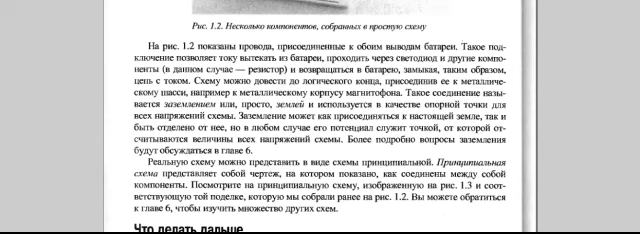 Рис. 1.2. Несколько компонентов, собранных в простую схему
На рис. 1.2 показаны провода, присоединенные к обоим выводам батареи. Такое под-
ключение позволяет току вытекать из батареи, проходить через светодиод и другие компо-
ненты (в данном случае — резистор) и возвращаться в батарею, замыкая, таким образом,
цепь с током. Схему можно довести до логического конца, присоединив ее к металличе-
скому шасси, например к металлическому корпусу магнитофона. Такое соединение назы-
вается заземлением или, просто, землей и используется в качестве опорной точки для
всех напряжений схемы. Заземление может как присоединяться к настоящей земле, так и
быть отделено от нее, но в любом случае его потенциал служит точкой, от которой от-
считываются величины всех напряжений схемы. Более подробно вопросы заземления
будут обсуждаться в главе 6.
Реальную схему можно представить в виде схемы принципиальной. Принципиальная
схема представляет собой чертеж, на котором показано, как соединены между собой
компоненты. Посмотрите на принципиальную схему, изображенную на рис. 1.3 и соот-
ветствующую той поделке, которую мы собрали ранее на рис. 1.2. Вы можете обратиться
к главе 6, чтобы изучить множество других схем.
Что делать дальше